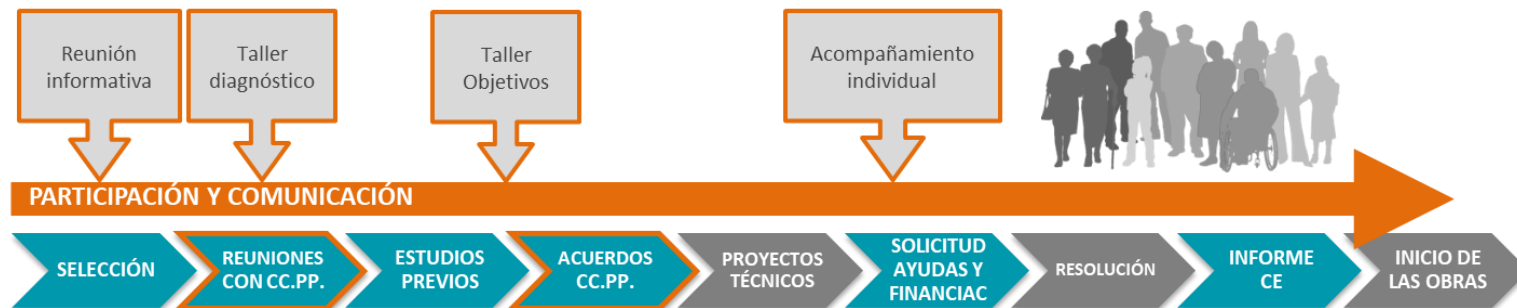 Reunión
informativa
Taller
diagnóstico
Taller
Objetivos
Acompañamiento
individual
PARTICIPACIÓN Y COMUNICACIÓN
SELECCIÓN
REUNIONES
CON CC.PP.
ESTUDIOS
PREVIOS
ACUERDOS
CC.PP.
PROYECTOS
TÉCNICOS
SOLICITUD
AYUDAS Y
FINANCIAC
RESOLUCIÓN
INFORME
CE
INICIO DE
LAS OBRAS